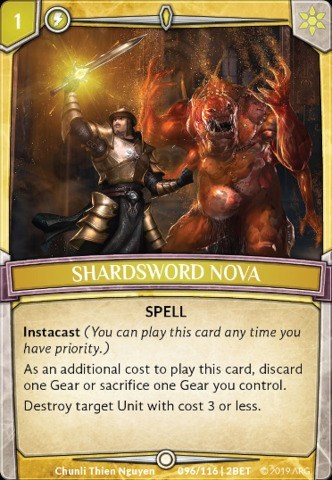 1
SHARDSWORD NOVA
SPELL
Instacast (You can play this card any time you
have priority.)
As an additional cost to play this card, discard
one Gear or sacrifice one Gear you control.
Destroy target Unit with cost 3 or less.
Chunli Thien Nguyen 096/116 | 2BET © 2019 ARG